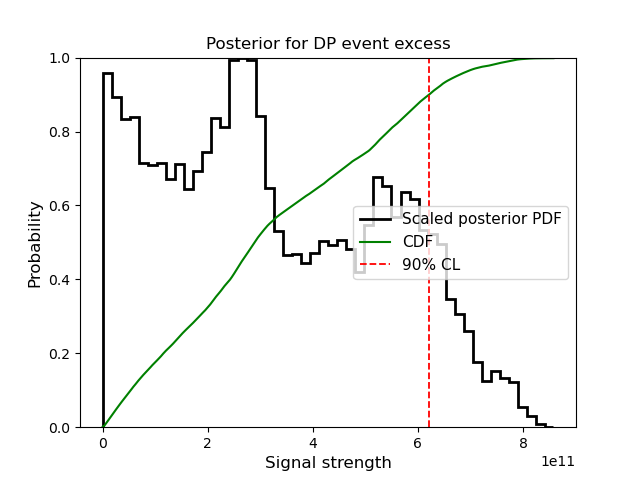 Posterior for DP event excess
1.0
0.8
0.6
0.4
0.2
0.0
Probability
Scaled posterior PDF
CDF
90% CL
0 2 4 6 8
1e11
Signal strength